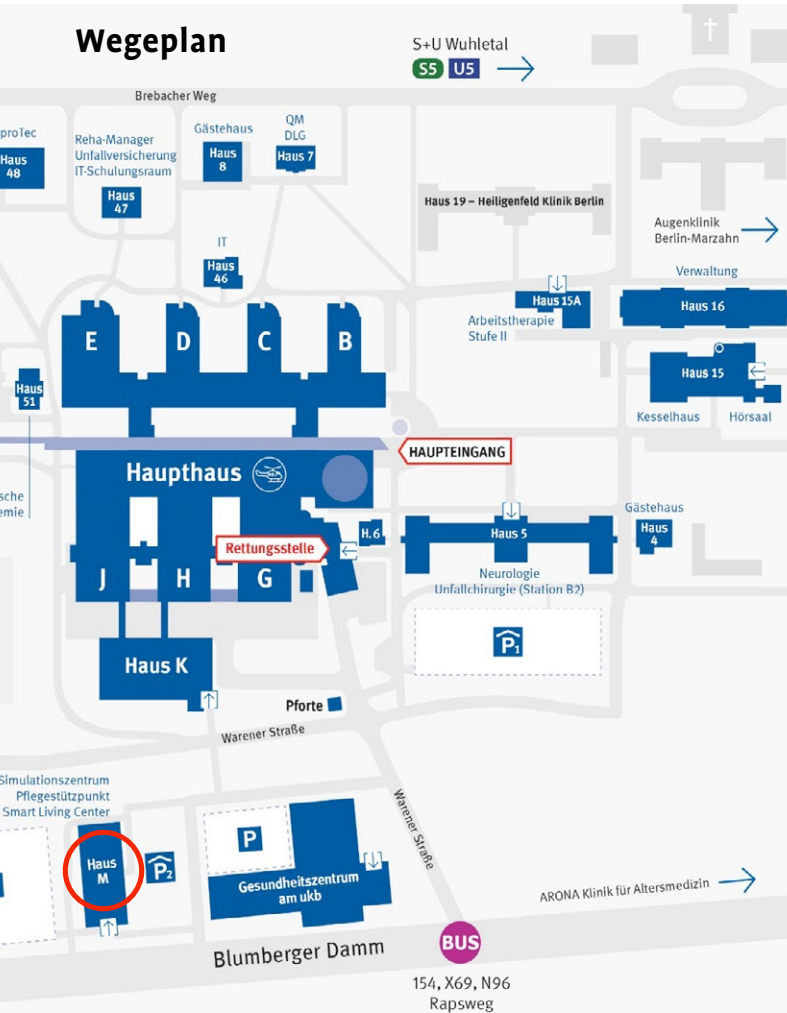 Wegeplan
S+U Wuhletal
S5 U5
Brebacher Weg
proTec
Haus
48
Reha-Manager
Unfallversicherung
IT-Schulungsraum
Haus
47
Gästehaus
Haus
8
QM
DLG
Haus 7
Haus 19 – Heiligenfeld Klinik Berlin
Augenklinik
Berlin-Marzahn
IT
Haus
46
Verwaltung
Haus 16
Haus 15A
Arbeitstherapie
Stufe II
E
D
C
B
Haus 15
Kesselhaus
Hörsaal
Haus
51
HAUPTEINGANG
Haupthaus
sche
emie
Rettungsstelle
H.6
Haus 5
Neurologie
Unfallchirurgie (Station B2)
Gästehaus
Haus
4
J
H
G
P1
Haus K
Pforte
Warener Straße
Simulationszentrum
Pflegestützpunkt
Smart Living Center
Haus
M
P2
P
Gesundheitszentrum
am ukb
Warener Straße
ARONA Klinik für Altersmedizin
Blumberger Damm
BUS
154, X69, N96
Rapsweg